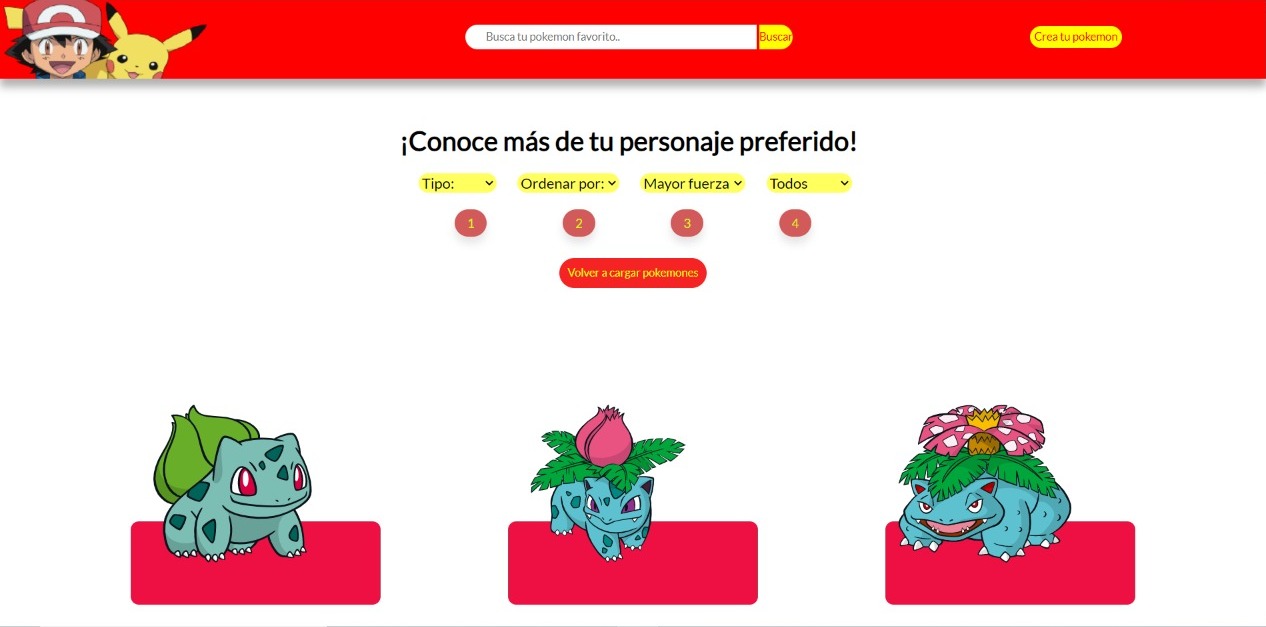 Busca tu pokemon favorito.. Buscar Crea tu pokemon
¡Conoce más de tu personaje preferido!
Tipo: Ordenar por: Mayor fuerza Todos
1 2 3 4
Volver a cargar pokemones